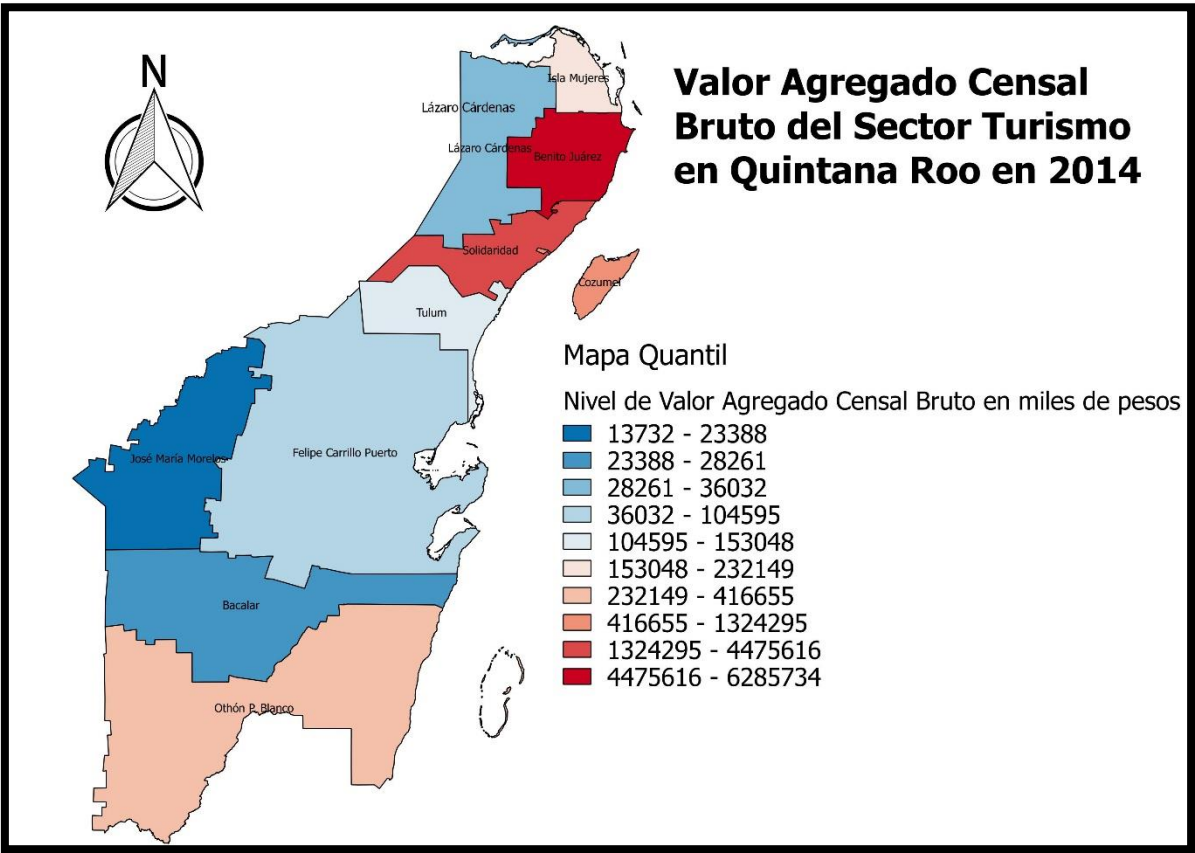 N
Valor Agregado Censal
Bruto del Sector Turismo
en Quintana Roo en 2014
Isla Mujeres
Lázaro Cárdenas
Lázaro Cárdenas
Benito Juárez
Solidaridad
Cozumel
Tulum
José María Morelos
Felipe Carrillo Puerto
Bacalar
Othón P. Blanco
Mapa Quantil
Nivel de Valor Agregado Censal Bruto en miles de pesos
13732 - 23388
23388 - 28261
28261 - 36032
36032 - 104595
104595 - 153048
153048 - 232149
232149 - 416655
416655 - 1324295
1324295 - 4475616
4475616 - 6285734